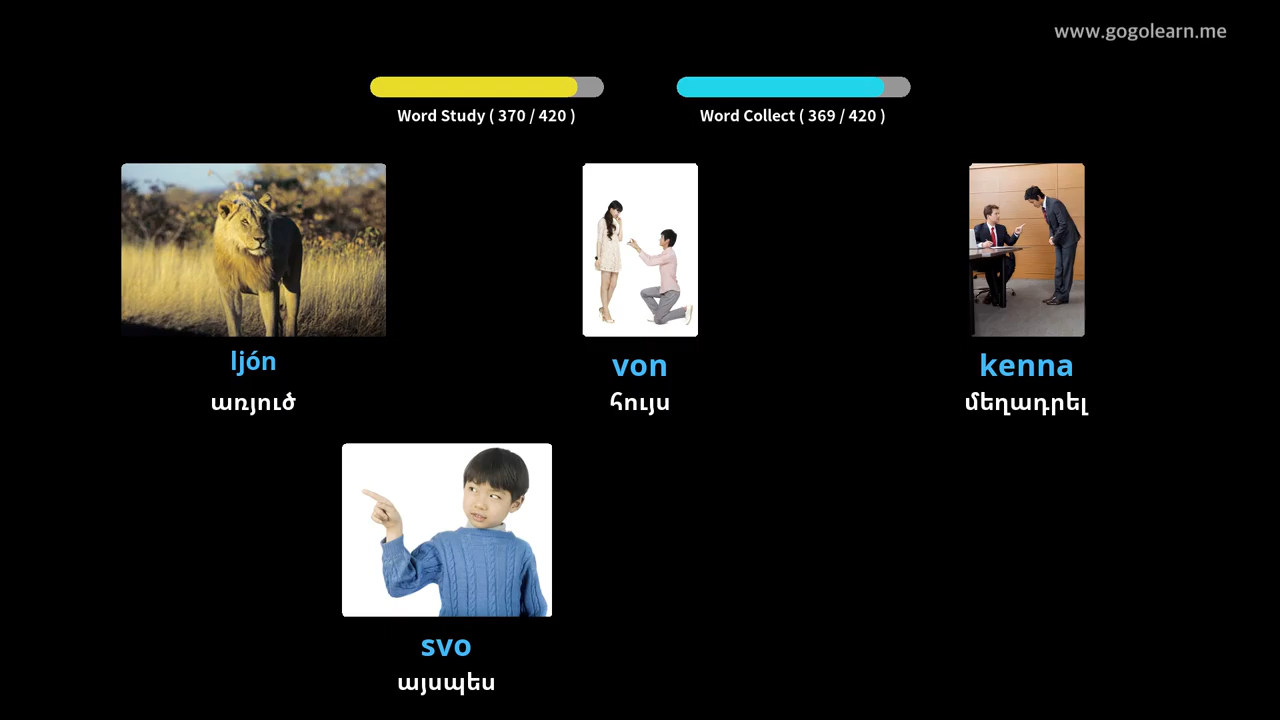 www.gogolearn.me
Word Study ( 370 / 420 )
Word Collect ( 369 / 420 )
ljón
առյուծ
von
հույս
kenna
մեղադրել
svo
այսպես